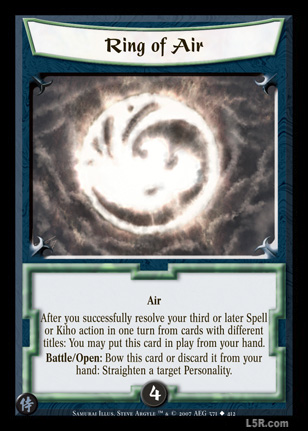 Ring of Air
Air
After you successfully resolve your third or later Spell
or Kiho action in one turn from cards with different
titles: You may put this card in play from your hand.
Battle/Open: Bow this card or discard it from your
hand: Straighten a target Personality.
4
侍
Samurai Illus. Steve Argyle ™ & © 2007 AEG 371 ◆ 212
L5R.com